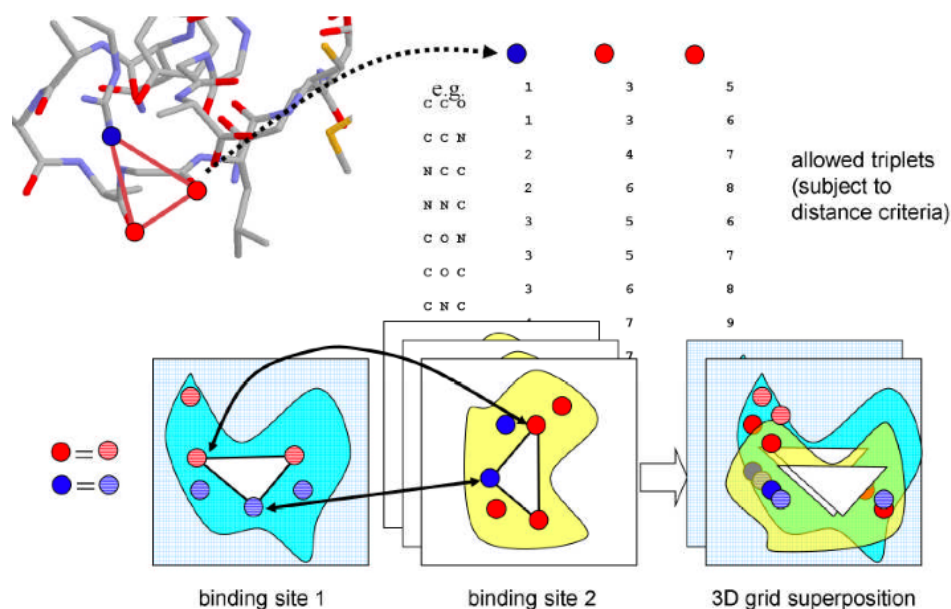 e.g.
1 3 5
C C O
1 3 6
C C N
2 4 7
N C C
2 6 8
N N C
3 5 6
C O N
3 5 7
C O C
3 6 8
C N C
7 9
7
allowed triplets
(subject to
distance criteria)
=
=
binding site 1
binding site 2
3D grid superposition